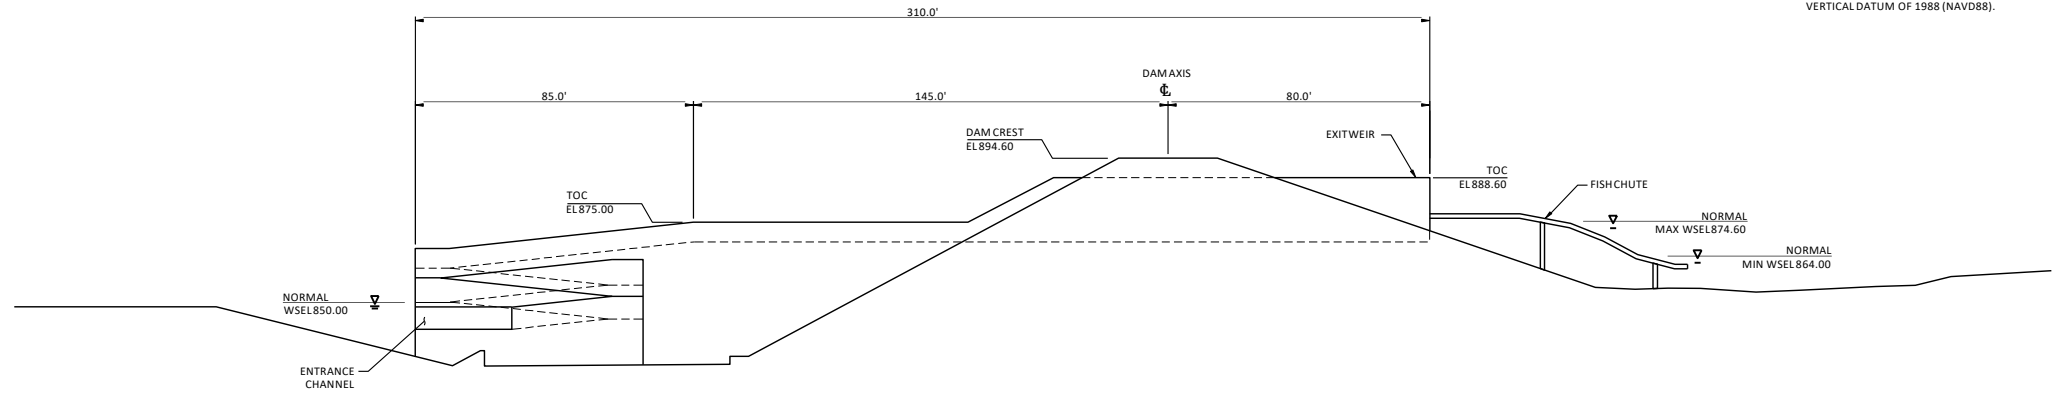 VERTICAL DATUM OF 1988 (NAVD88).
310.0'
DAM AXIS
℄
85.0'
145.0'
80.0'
DAM CREST
EL 894.60
EXIT WEIR
TOC
EL 888.60
TOC
EL 875.00
FISH CHUTE
NORMAL
MAX WSEL 874.60
NORMAL
MIN WSEL 864.00
NORMAL
WSEL 850.00
ENTRANCE
CHANNEL